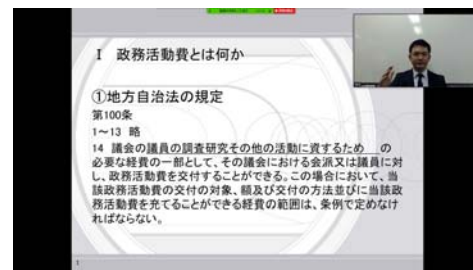 Ⅰ 政務活動費とは何か
①地方自治法の規定
第100条
1～13 略
14 議会の議員の調査研究その他の活動に資するため の
必要な経費の一部として、その議会における会派又は議員に対
し、政務活動費を交付することができる。この場合において、当
該政務活動費の交付の対象、額及び交付の方法並びに当該政
務活動費を充てることができる経費の範囲は、条例で定めなけ
ればならない。
1